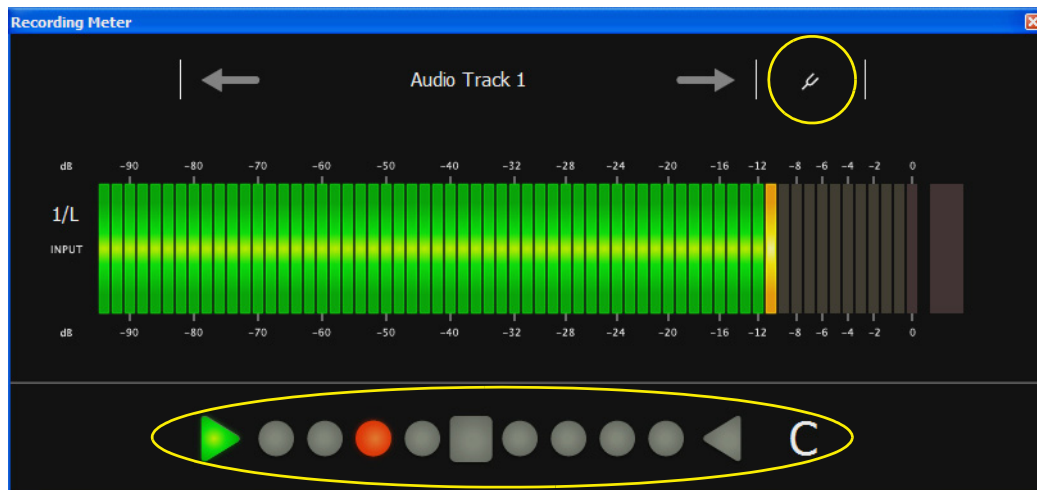 Recording Meter
Audio Track 1
dB -90 -80 -70 -60 -50 -40 -32 -28 -24 -20 -16 -12 -8 -6 -4 -2 0
1/L
INPUT
dB -90 -80 -70 -60 -50 -40 -32 -28 -24 -20 -16 -12 -8 -6 -4 -2 0
C